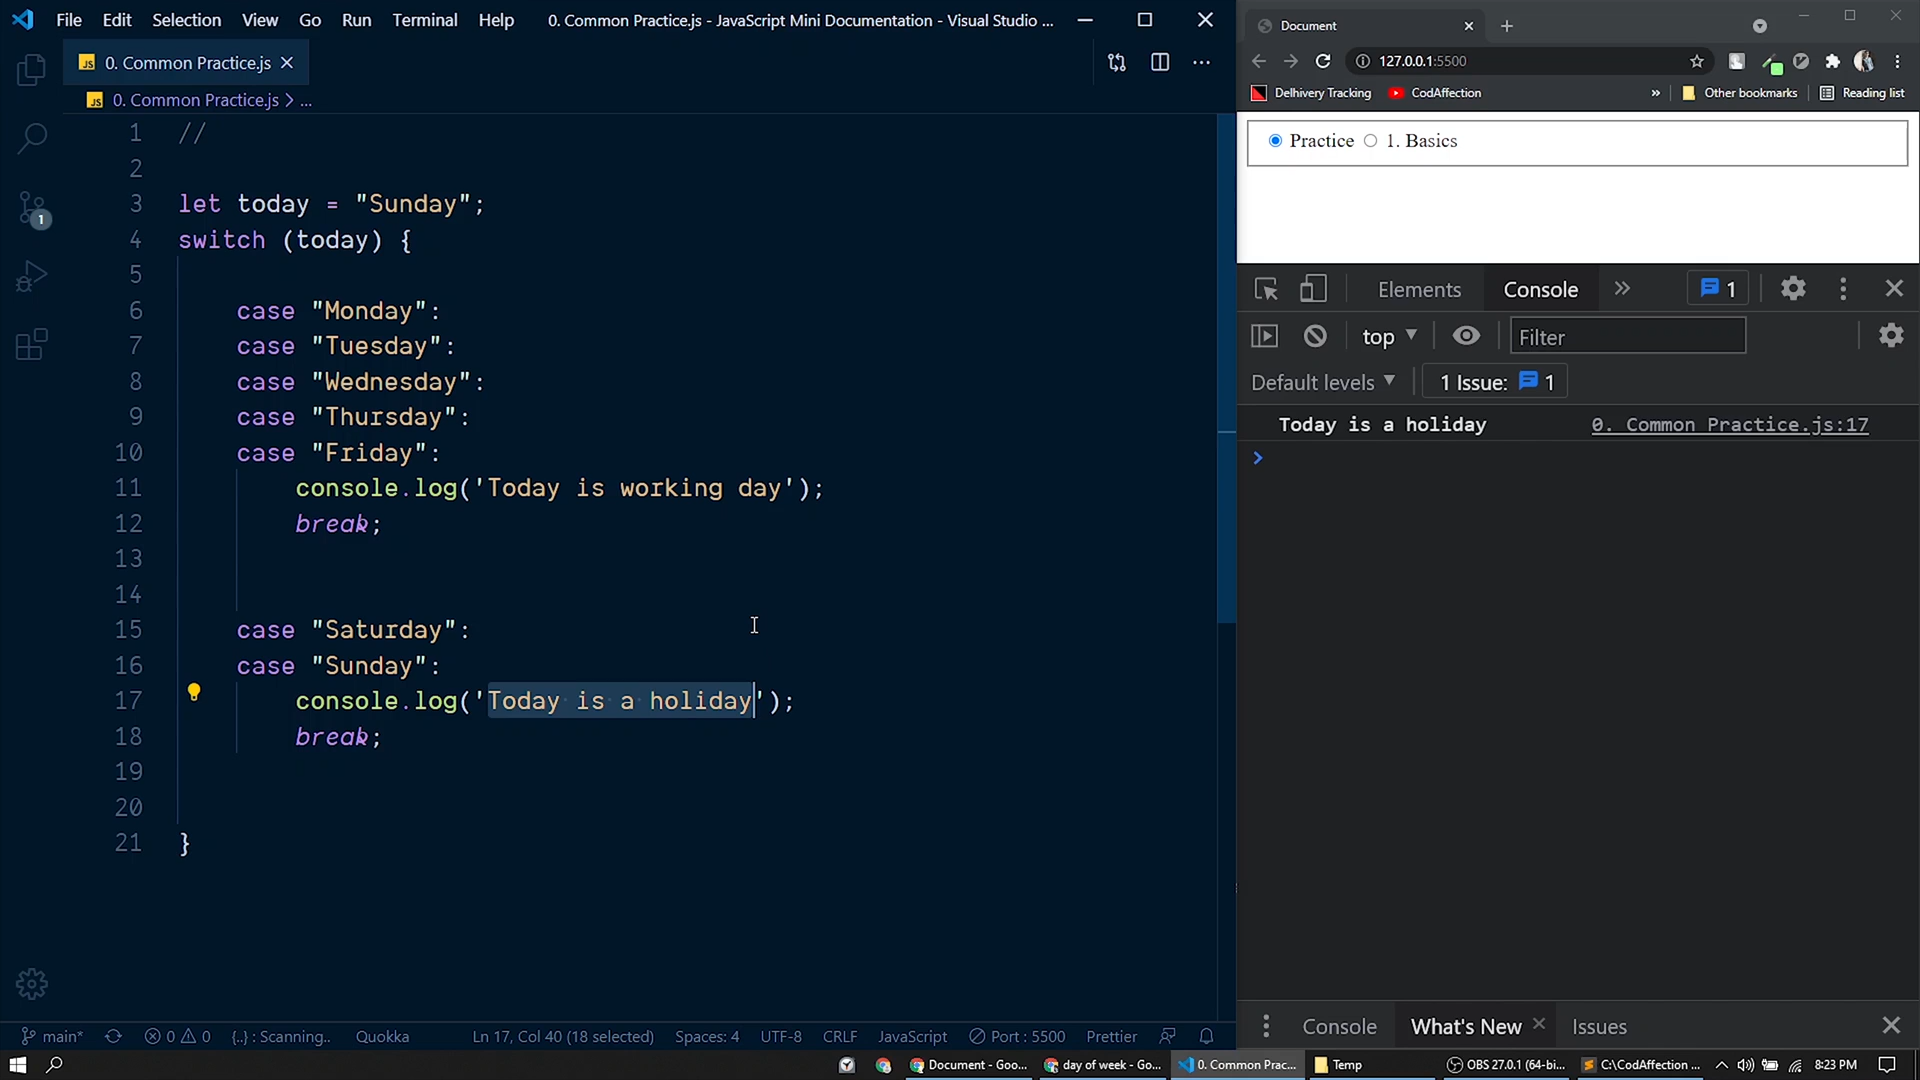 File Edit Selection View Go Run Terminal Help 0. Common Practice.js - JavaScript Mini Documentation - Visual Studio ...
JS 0. Common Practice.js
JS 0. Common Practice.js > ...
1 //
2
3 let today = "Sunday";
4 switch (today) {
5
6 case "Monday":
7 case "Tuesday":
8 case "Wednesday":
9 case "Thursday":
10 case "Friday":
11 console.log('Today is working day');
12 break;
13
14
15 case "Saturday":
16 case "Sunday":
17 console.log('Today is a holiday');
18 break;
19
20
21 }
1
main* 0 0 {..} : Scanning.. Quokka Ln 17, Col 40 (18 selected) Spaces: 4 UTF-8 CRLF JavaScript Port : 5500 Prettier
Document
127.0.0.1:5500
Delhivery Tracking CodAffection » Other bookmarks Reading list
Practice 1. Basics
Elements Console » 1
top Filter
Default levels 1 Issue: 1
Today is a holiday 0. Common Practice.js:17
>
Console What's New Issues
Document - Goo... day of week - Go... 0. Common Prac... Temp OBS 27.0.1 (64-bi... C:\CodAffection ... 8:23 PM